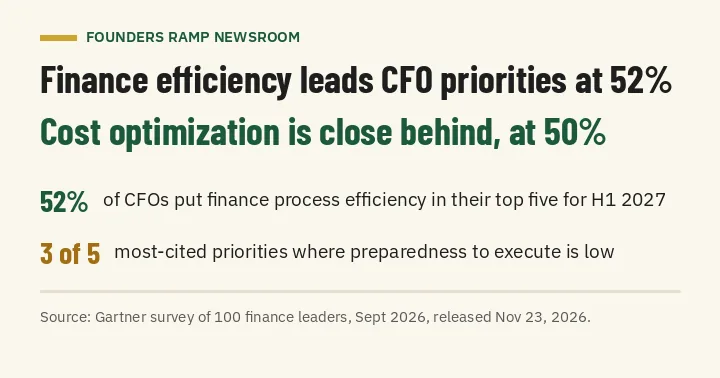 FOUNDERS RAMP NEWSROOM
Finance efficiency leads CFO priorities at 52%
Cost optimization is close behind, at 50%
52% of CFOs put finance process efficiency in their top five for H1 2027
3 of 5 most-cited priorities where preparedness to execute is low
Source: Gartner survey of 100 finance leaders, Sept 2026, released Nov 23, 2026.